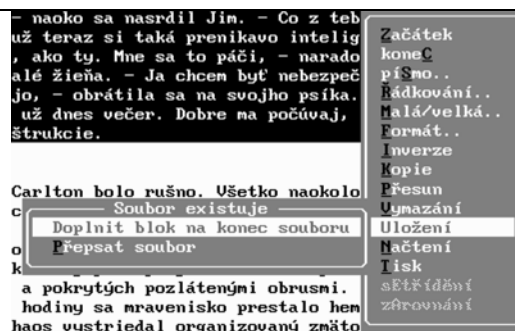 – naoko sa nasrdil Jim. – Co z teb
už teraz si taká prenikavo intelig
, ako ty. Mne sa to páči, – narado
alé žieňa. – Ja chcem byť nebezpeč
jo, – obrátila sa na svojho psíka.
už dnes večer. Dobre ma počúvaj,
štrukcie.
Carlton bolo rušno. Všetko naokolo
c
Soubor existuje
Doplnit blok na konec souboru
o
Přepsat soubor
k
a pokrytých pozlátenými obrusmi.
hodiny sa mravenisko prestalo hem
haos vystriedal organizovaný zmäto
Začátek
koneC
píSmo..
Řádkování..
Malá/velká..
Formát..
Inverze
Kopie
Přesun
Vymazání
Uložení
Načtení
Tisk
sEtřídění
zArovnání